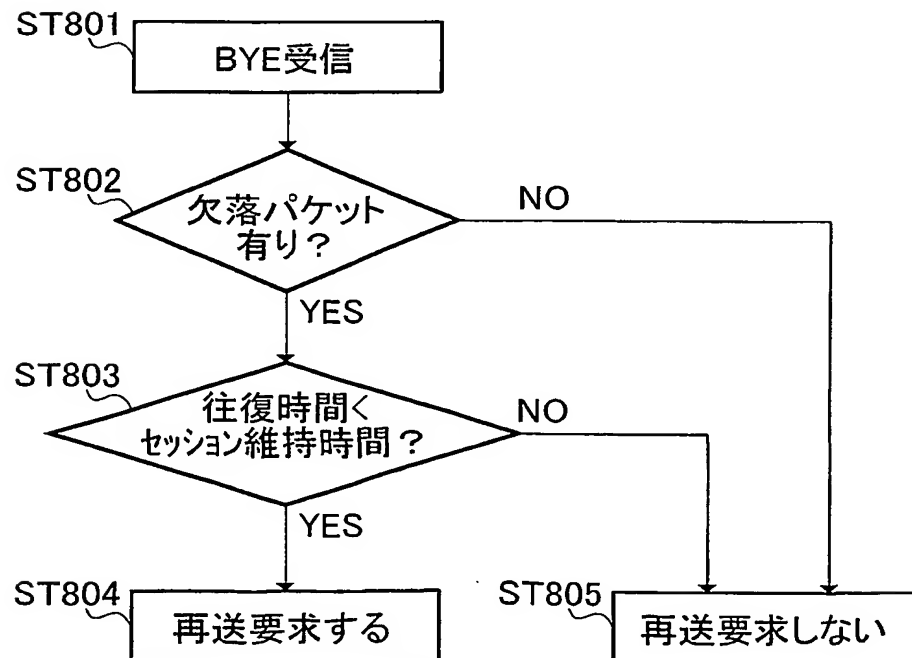 ST801
BYE受信
ST802
欠落パケット
有り?
NO
YES
ST803
往復時間<
セッション維持時間?
NO
YES
ST804
再送要求する
ST805
再送要求しない